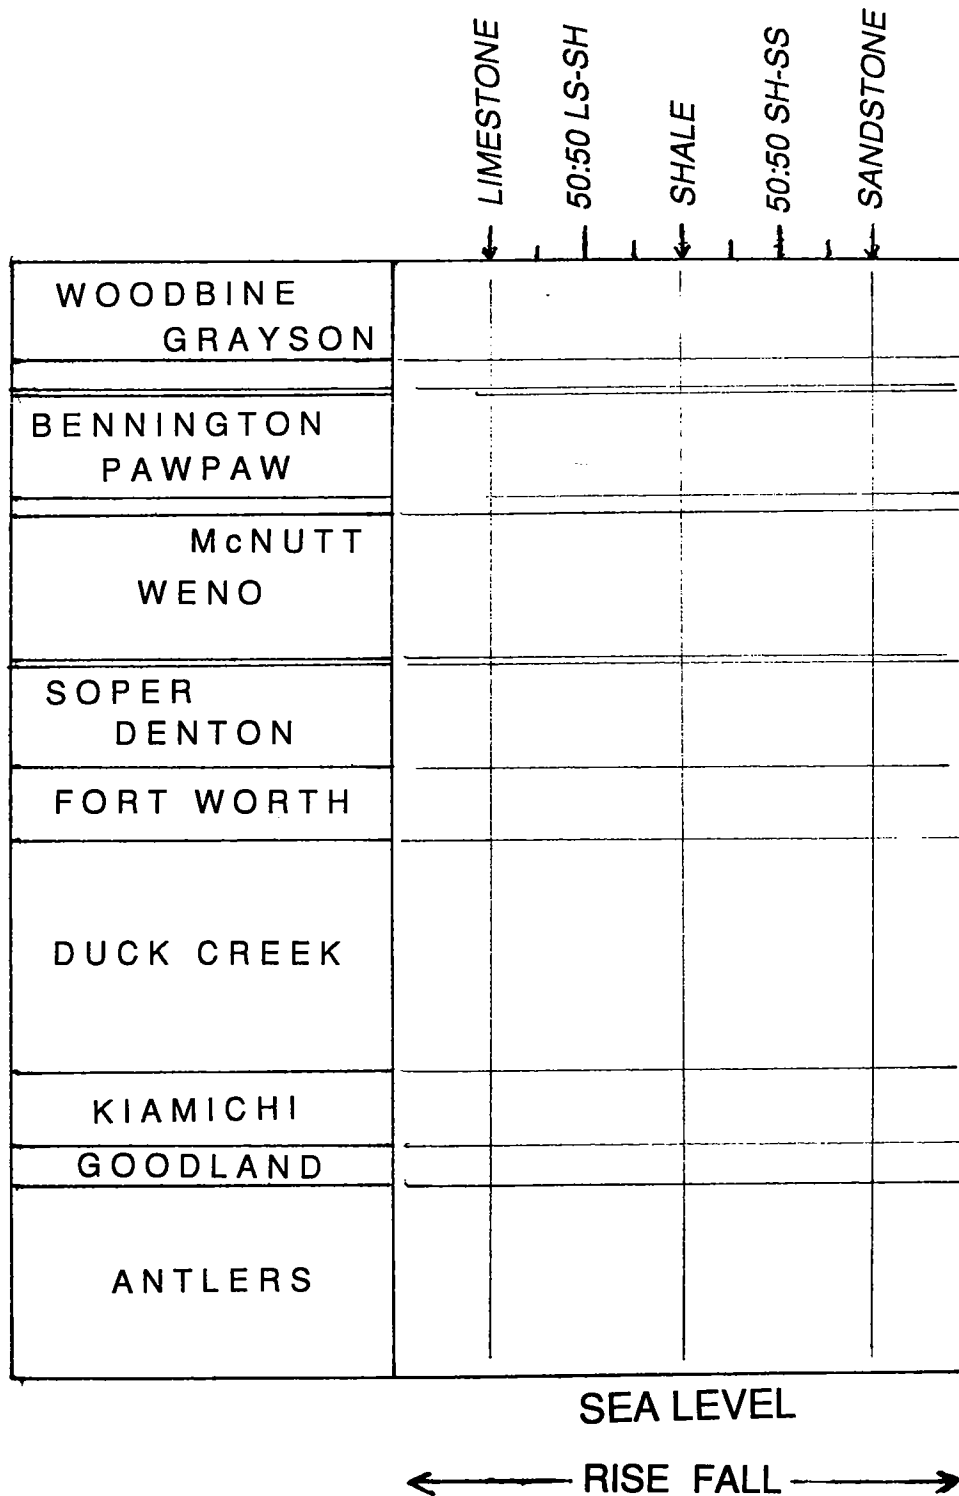 LIMESTONE
50:50 LS-SH
SHALE
50:50 SH-SS
SANDSTONE
WOODBINE
GRAYSON
BENNINGTON
PAWPAW
McNUTT
WENO
SOPER
DENTON
FORT WORTH
DUCK CREEK
KIAMICHI
GOODLAND
ANTLERS
SEA LEVEL
RISE FALL